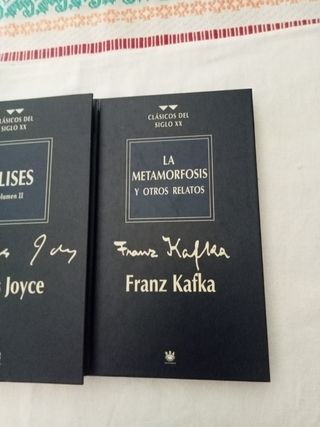 CLÁSICOS DEL
SIGLO XX
LISES
olumen II
Joyce
CLÁSICOS DEL
SIGLO XX
LA
METAMORFOSIS
Y OTROS RELATOS
Franz Kafka
Franz Kafka